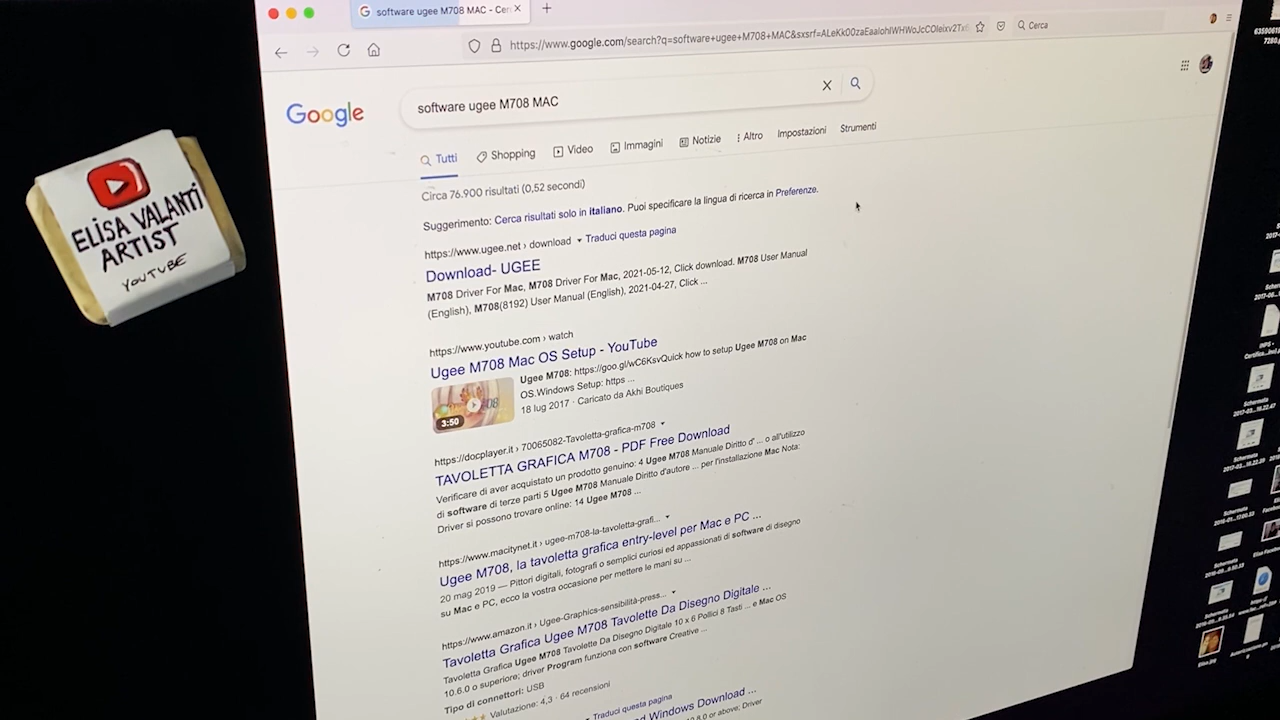 software ugee M708 MAC - Cer
https://www.google.com/search?q=software+ugee+M708+MAC&sxsrf=
Cerca
Google
software ugee M708 MAC
Tutti
Shopping
Video
Immagini
Notizie
Altro
Impostazioni
Strumenti
Circa 76.900 risultati (0,52 secondi)
Suggerimento: Cerca risultati solo in italiano. Puoi specificare la lingua di ricerca in Preferenze.
https://www.ugee.net › download Traduci questa pagina
Download- UGEE
M708 Driver For Mac, M708 Driver For Mac, 2021-05-12, Click download. M708 User Manual
(English), M708(8192) User Manual (English), 2021-04-27, Click ...
https://www.youtube.com › watch
Ugee M708 Mac OS Setup - YouTube
Ugee M708: https://goo.gl/wC6KsvQuick how to setup Ugee M708 on Mac
OS.Windows Setup: https ...
18 lug 2017 · Caricato da Akhi Boutiques
3:50
https://docplayer.it › 70065082-Tavoletta-grafica-m708
TAVOLETTA GRAFICA M708 - PDF Free Download
Verificare di aver acquistato un prodotto genuino: 4 Ugee M708 Manuale Diritto d' ... o all'utilizzo
di software di terze parti 5 Ugee M708 Manuale Diritto d'autore ... per l'installazione Mac Nota:
Driver si possono trovare online: 14 Ugee M708 ...
https://www.macitynet.it › ugee-m708-la-tavoletta-grafi...
Ugee M708, la tavoletta grafica entry-level per Mac e PC ...
20 mag 2019 — Pittori digitali, fotografi o semplici curiosi ed appassionati di software di disegno
su Mac e PC, ecco la vostra occasione per mettere le mani su ...
https://www.amazon.it › Ugee-Graphics-sensibilità-press...
Tavoletta Grafica Ugee M708 Tavolette Da Disegno Digitale ...
Tavoletta Grafica Ugee M708 Tavolette Da Disegno Digitale 10 x 6 Pollici 8 Tasti ... e Mac OS
10.6.0 o superiore; driver Program funziona con software Creative ...
Tipo di connettori: USB
Valutazione: 4,3 · 64 recensioni
Traduci questa pagina
Windows Download ...
or above; Driver
ELISA VALANTI
ARTIST
YOUTUBE